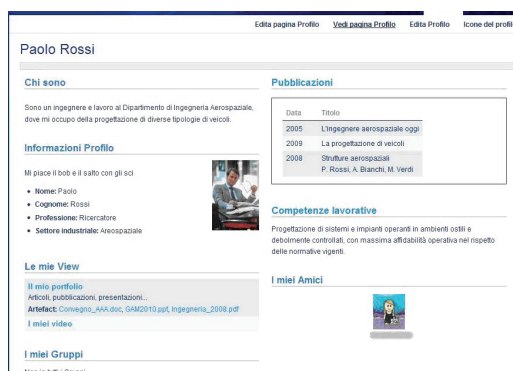 Edita pagina Profilo Vedi pagina Profilo Edita Profilo Icone del profil
Paolo Rossi
Chi sono
Sono un ingegnere e lavoro al Dipartimento di Ingegneria Aerospaziale,
dove mi occupo della progettazione di diverse tipologie di veicoli.
Informazioni Profilo
Mi piace il bob e il salto con gli sci
Nome: Paolo
Cognome: Rossi
Professione: Ricercatore
Settore industriale: Areospaziale
Le mie View
Il mio portfolio
Articoli, pubblicazioni, presentazioni...
Artefact: Convegno_AAA.doc, GAM2010.ppt, Ingegneria_2008.pdf
I miei video
I miei Gruppi
Pubblicazioni
Data Titolo
2005 L'Ingegnere aerospaziale oggi
2009 La progettazione di veicoli
2008 Strutture aerospaziali
P. Rossi, A. Bianchi, M. Verdi
Competenze lavorative
Progettazione di sistemi e impianti operanti in ambienti ostili e
debolmente controllati, con massima affidabilità operativa nel rispetto
delle normative vigenti.
I miei Amici